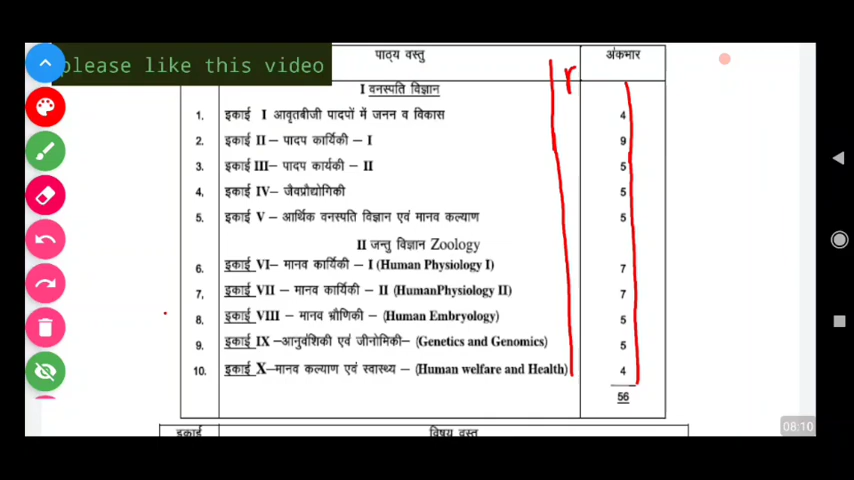 please like this video
पाठ्य वस्तु अंकभार
r
I वनस्पति विज्ञान
1. इकाई I आवृतबीजी पादपों में जनन व विकास 4
2. इकाई II– पादप कार्यिकी – I 9
3. इकाई III– पादप कार्यकी – II 5
4. इकाई IV– जैवप्रौद्योगिकी 5
5. इकाई V – आर्थिक वनस्पति विज्ञान एवं मानव कल्याण 5
II जन्तु विज्ञान Zoology
6. इकाई VI– मानव कार्यिकी – I (Human Physiology I) 7
7, इकाई VII – मानव कार्यिकी – II (HumanPhysiology II) 7
8. इकाई VIII – मानव भ्रौणिकी – (Human Embryology) 5
9. इकाई IX –आनुवंशिकी एवं जीनोमिकी– (Genetics and Genomics) 5
10. इकाई X–मानव कल्याण एवं स्वास्थ्य – (Human welfare and Health) 4
56
इकाई विषय वस्तु
08:10